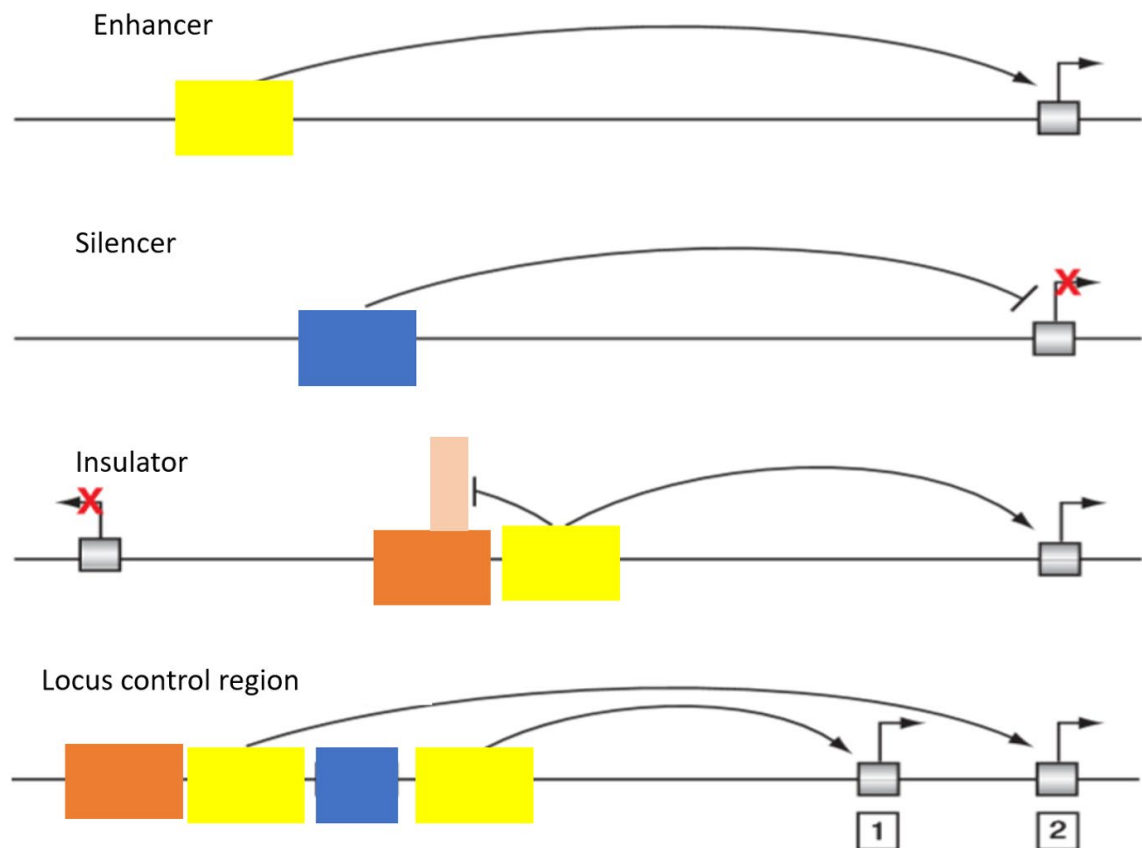 Enhancer
Silencer
X
Insulator
X
Locus control region
1
2